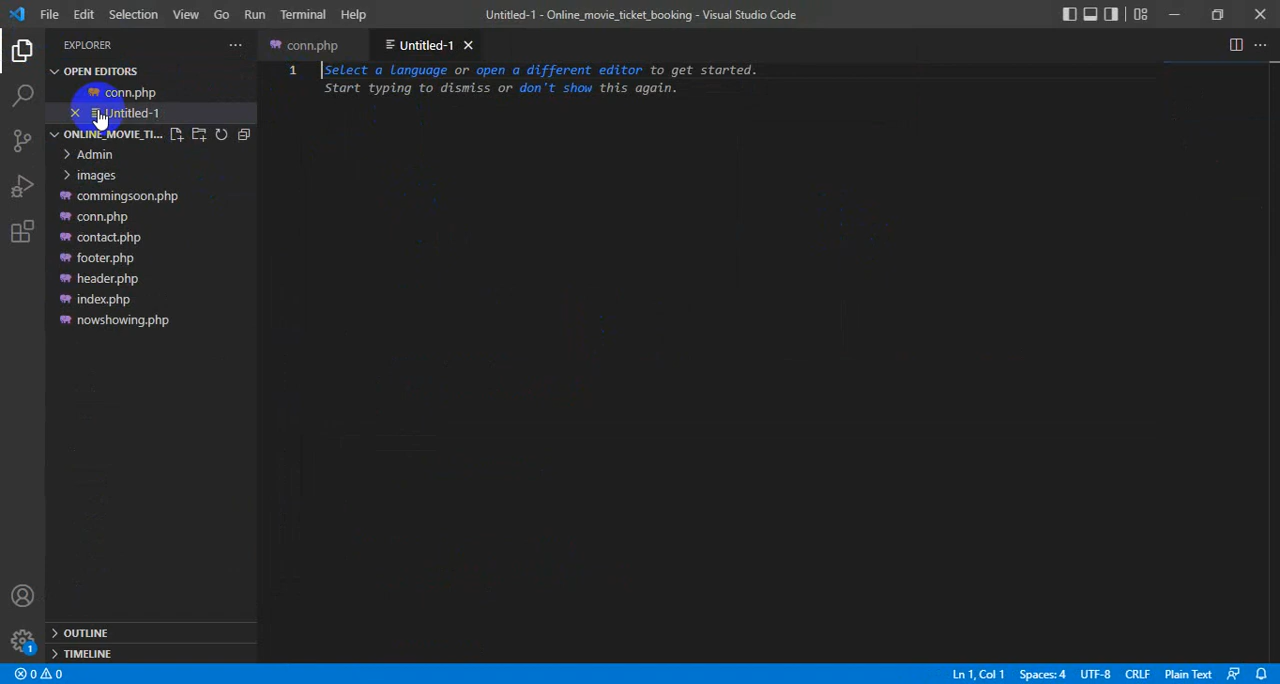 File Edit Selection View Go Run Terminal Help
Untitled-1 - Online_movie_ticket_booking - Visual Studio Code
EXPLORER
conn.php
Untitled-1
OPEN EDITORS
conn.php
Untitled-1
ONLINE_MOVIE_TI...
Admin
images
commingsoon.php
conn.php
contact.php
footer.php
header.php
index.php
nowshowing.php
OUTLINE
TIMELINE
1
Select a language or open a different editor to get started.
Start typing to dismiss or don't show this again.
1
0 0
Ln 1, Col 1 Spaces: 4 UTF-8 CRLF Plain Text